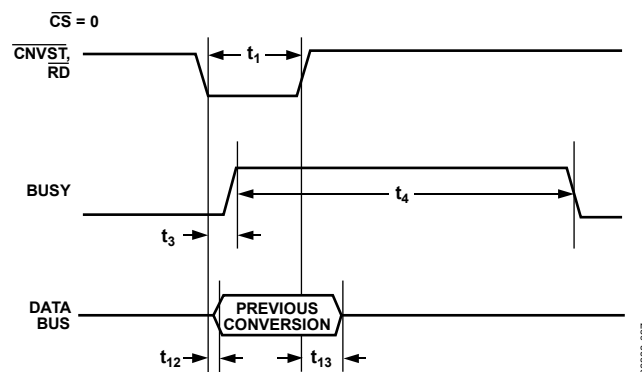 CS = 0
CNVST,
RD
t1
BUSY
t4
t3
DATA
BUS
PREVIOUS
CONVERSION
t12
t13